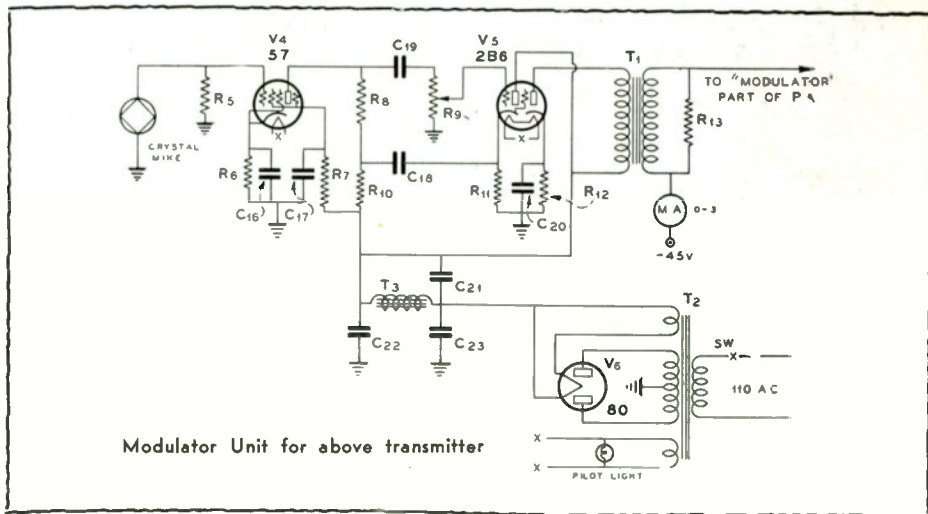 V4
57
C19
V5
2B6
T1
TO "MODULATOR"
PART OF P
R5
R8
R9
R13
CRYSTAL
MIKE
X
X
R6
R7
C18
R10
R11
R12
C16
C17
C20
MA
0-3
-45V
C21
T3
T2
C22
C23
SW
X
V6
80
110 AC
Modulator Unit for above transmitter
X
X
PILOT LIGHT